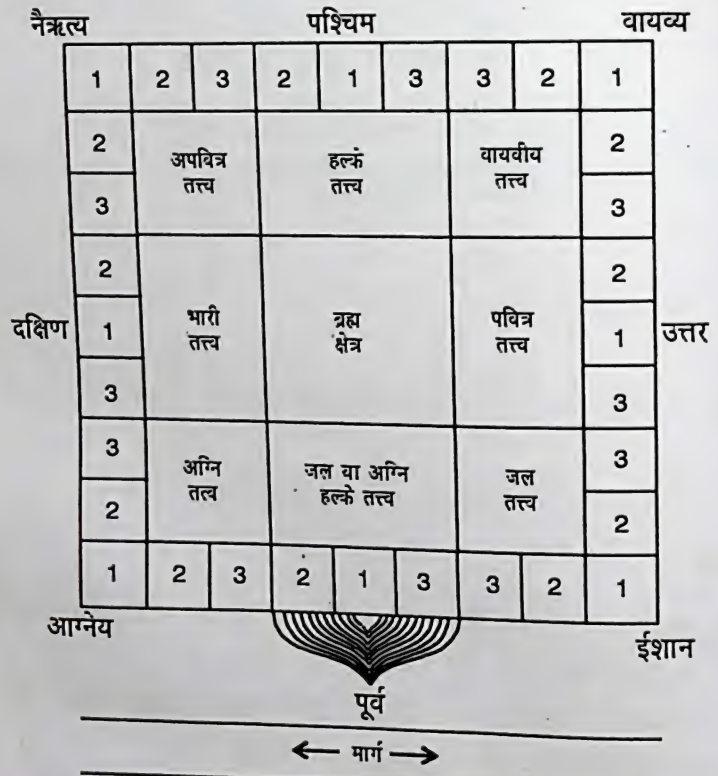 नैऋत्य पश्चिम वायव्य
1 2 3 2 1 3 3 2 1
2 अपवित्र हल्कं वायवीय 2
तत्त्व तत्त्व तत्त्व
3 3
2 2
दक्षिण 1 भारी ब्रह्म पवित्र 1 उत्तर
तत्त्व क्षेत्र तत्त्व
3 3
3 अग्नि जल वा अग्नि जल 3
तत्व हल्के तत्त्व तत्त्व
2 2
1 2 3 2 1 3 3 2 1
आग्नेय ईशान
पूर्व
← मार्ग →